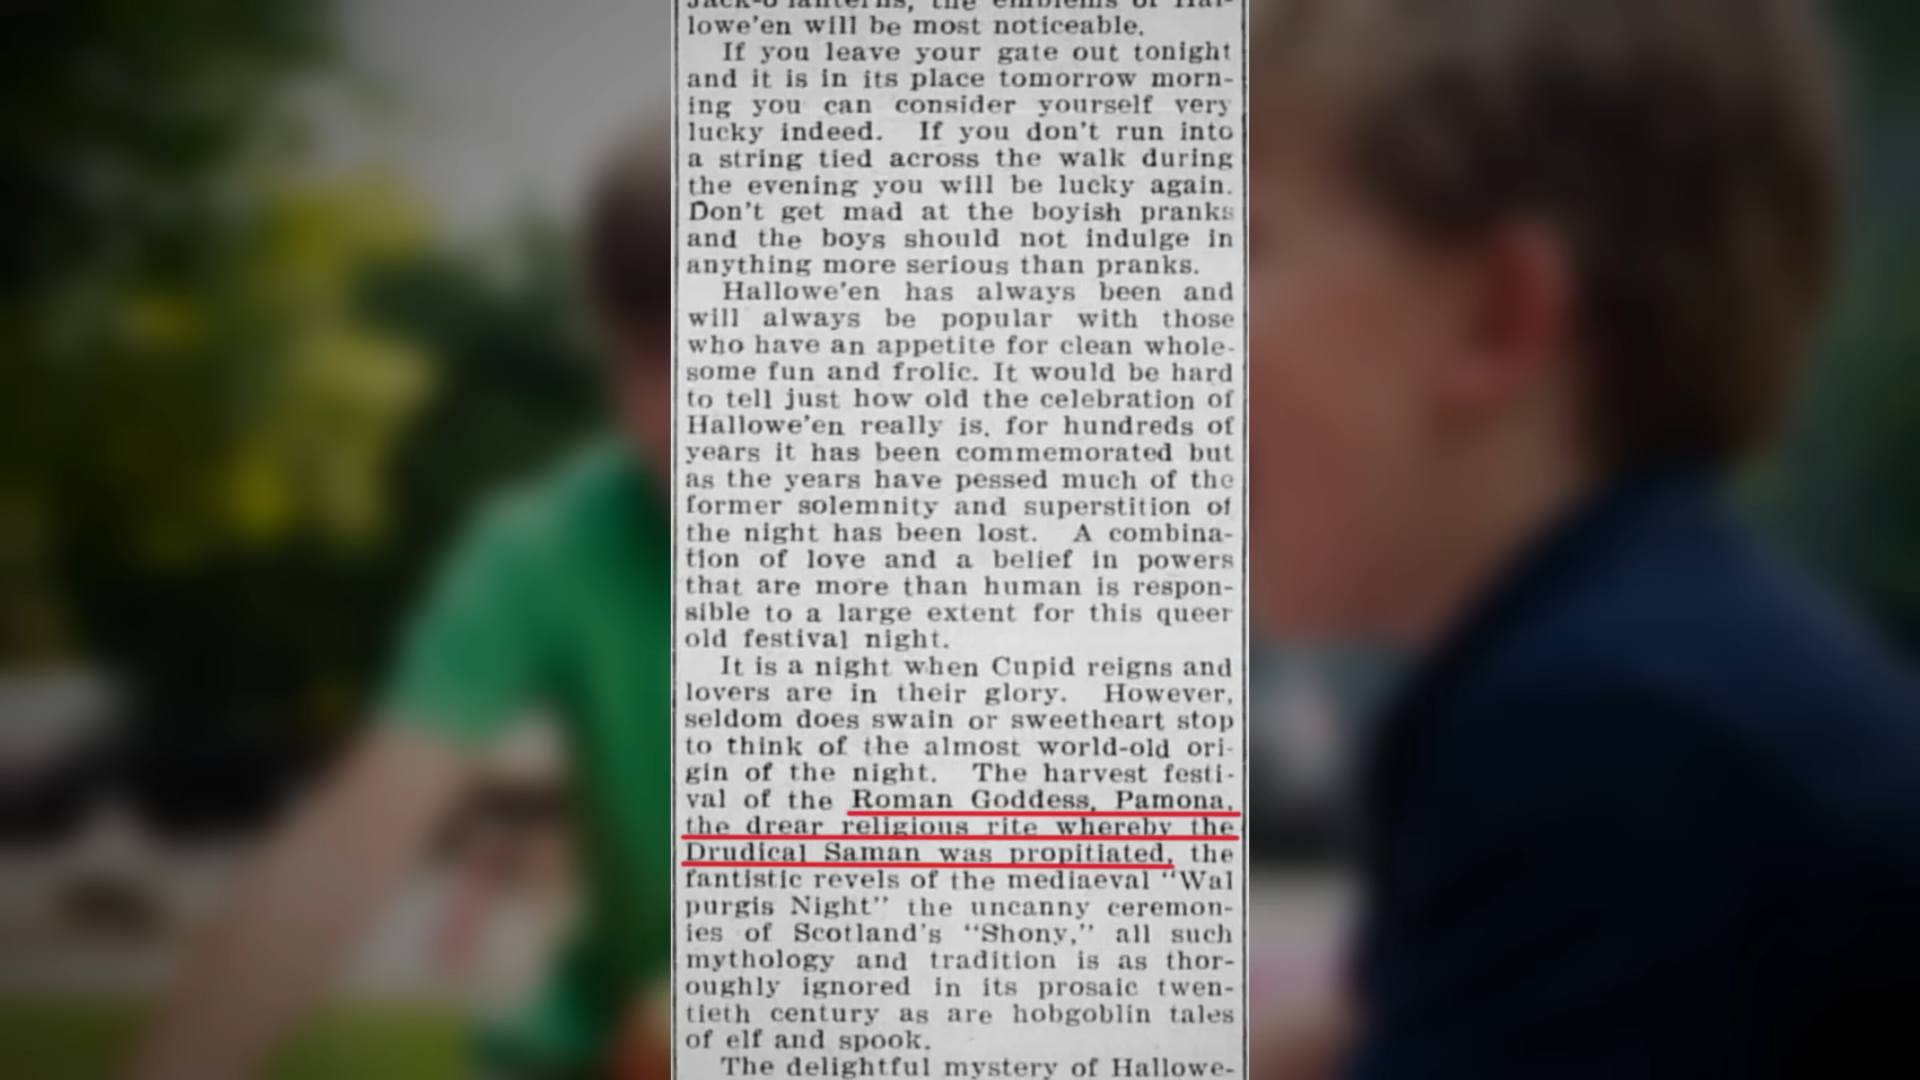 Jack-o'lanterns, the emblems of Hal-
lowe'en will be most noticeable.
If you leave your gate out tonight
and it is in its place tomorrow morn-
ing you can consider yourself very
lucky indeed. If you don't run into
a string tied across the walk during
the evening you will be lucky again.
Don't get mad at the boyish pranks
and the boys should not indulge in
anything more serious than pranks.
Hallowe'en has always been and
will always be popular with those
who have an appetite for clean whole-
some fun and frolic. It would be hard
to tell just how old the celebration of
Hallowe'en really is, for hundreds of
years it has been commemorated but
as the years have pessed much of the
former solemnity and superstition of
the night has been lost. A combina-
tion of love and a belief in powers
that are more than human is respon-
sible to a large extent for this queer
old festival night.
It is a night when Cupid reigns and
lovers are in their glory. However,
seldom does swain or sweetheart stop
to think of the almost world-old ori-
gin of the night. The harvest festi-
val of the Roman Goddess, Pamona,
the drear religious rite whereby the
Drudical Saman was propitiated, the
fantistic revels of the mediaeval "Wal
purgis Night" the uncanny ceremon-
ies of Scotland's "Shony," all such
mythology and tradition is as thor-
oughly ignored in its prosaic twen-
tieth century as are hobgoblin tales
of elf and spook.
The delightful mystery of Hallowe-